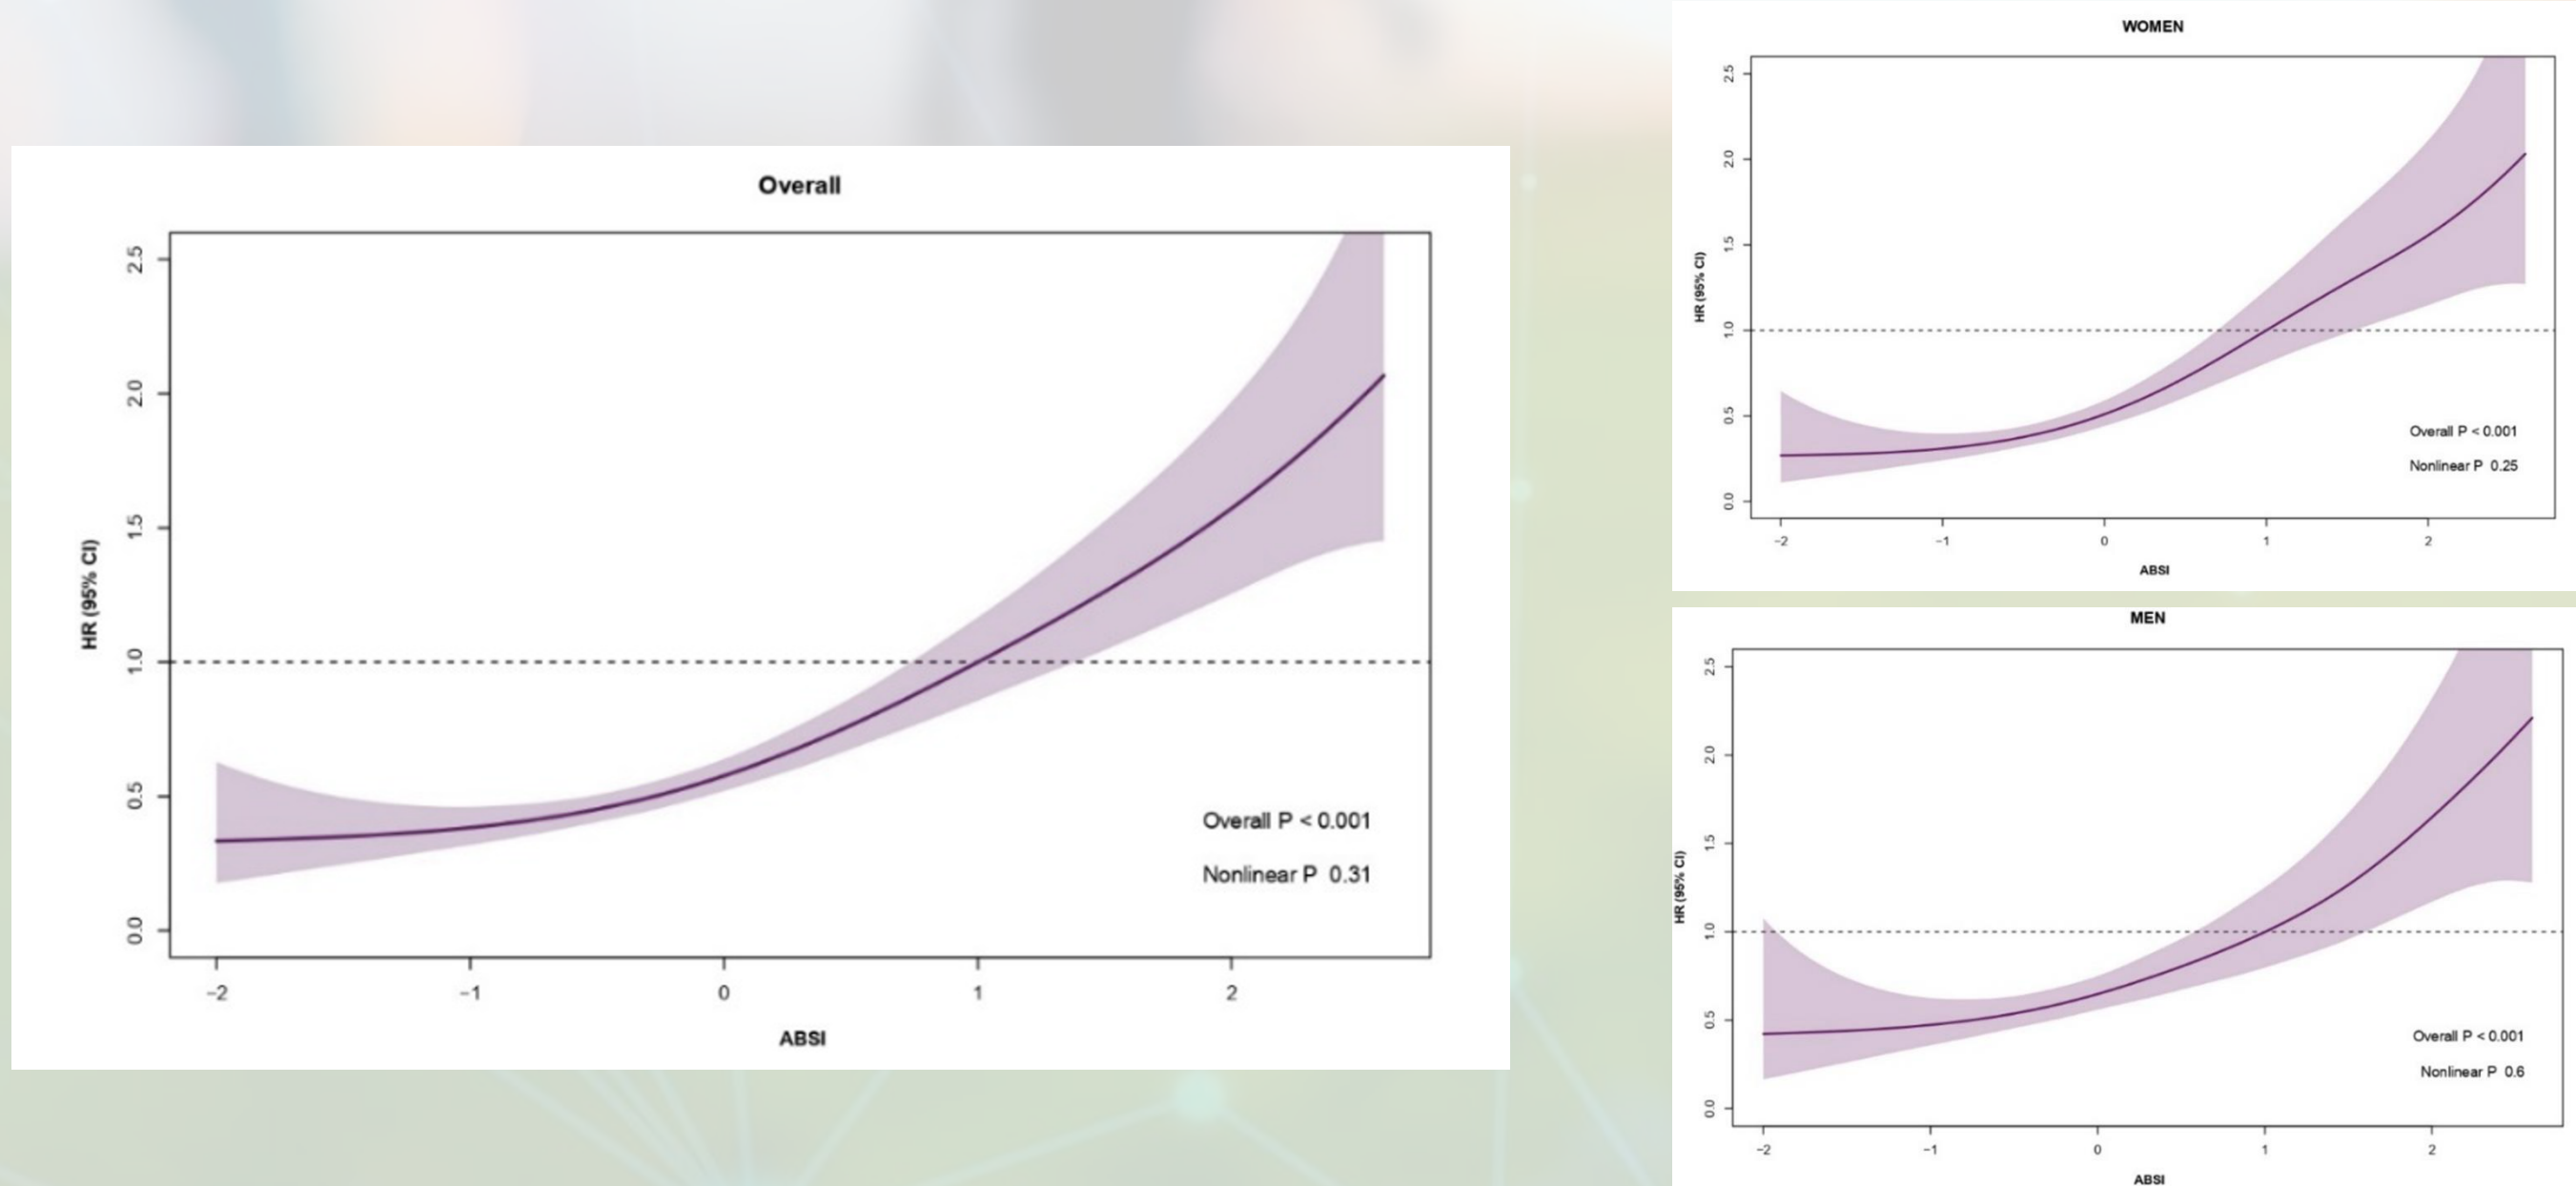 Overall
2.5
2.0
1.5
1.0
0.5
0.0
HR (95% CI)
Overall P < 0.001
Nonlinear P 0.31
−2 −1 0 1 2
ABSI
WOMEN
2.5
2.0
1.5
1.0
0.5
0.0
HR (95% CI)
Overall P < 0.001
Nonlinear P 0.25
−2 −1 0 1 2
ABSI
MEN
2.5
2.0
1.5
1.0
0.5
0.0
HR (95% CI)
Overall P < 0.001
Nonlinear P 0.6
−2 −1 0 1 2
ABSI